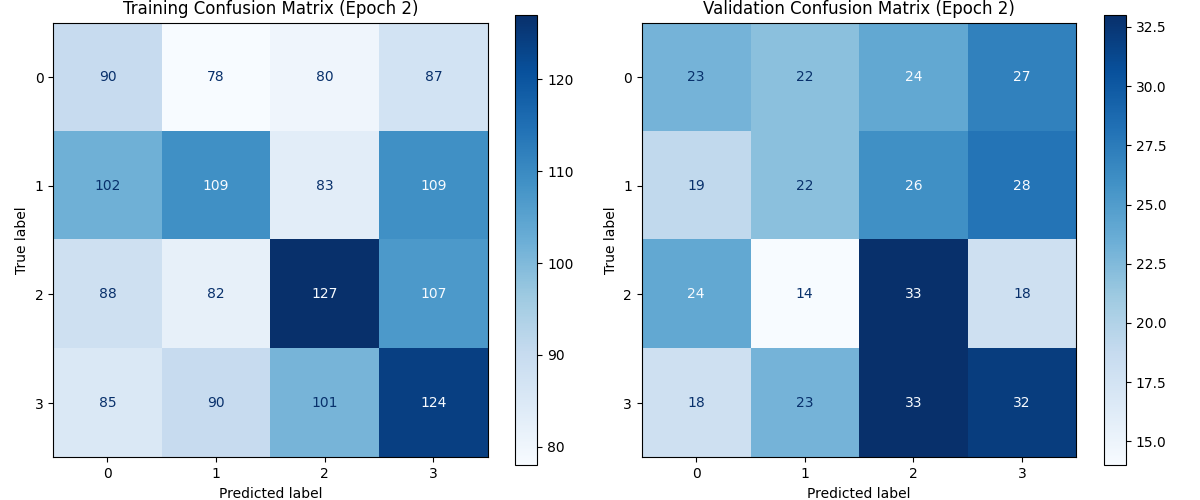 Training Confusion Matrix (Epoch 2)
0 90 78 80 87
1 102 109 83 109
2 88 82 127 107
3 85 90 101 124
0 1 2 3
True label
Predicted label
120
110
100
90
80
Validation Confusion Matrix (Epoch 2)
0 23 22 24 27
1 19 22 26 28
2 24 14 33 18
3 18 23 33 32
0 1 2 3
True label
Predicted label
32.5
30.0
27.5
25.0
22.5
20.0
17.5
15.0